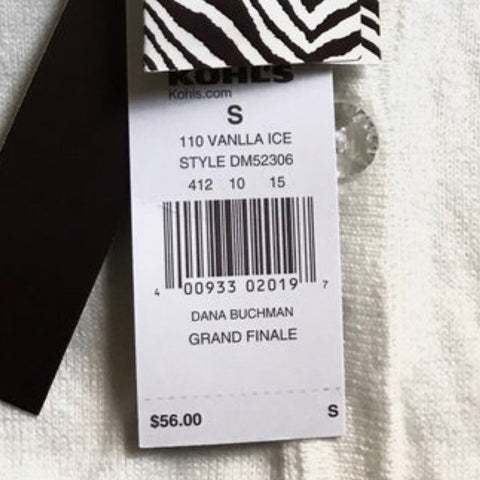 KOHL'S
Kohls.com
S
110 VANLLA ICE
STYLE DM52306
412 10 15
4 00933 02019 7
DANA BUCHMAN
GRAND FINALE
$56.00 S